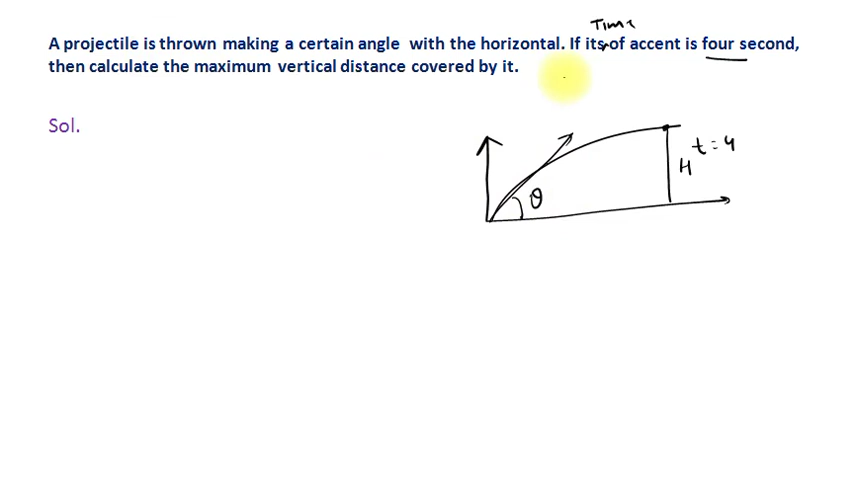 Time
A projectile is thrown making a certain angle with the horizontal. If its of accent is four second,
then calculate the maximum vertical distance covered by it.
Sol.
t = 4
H
θ